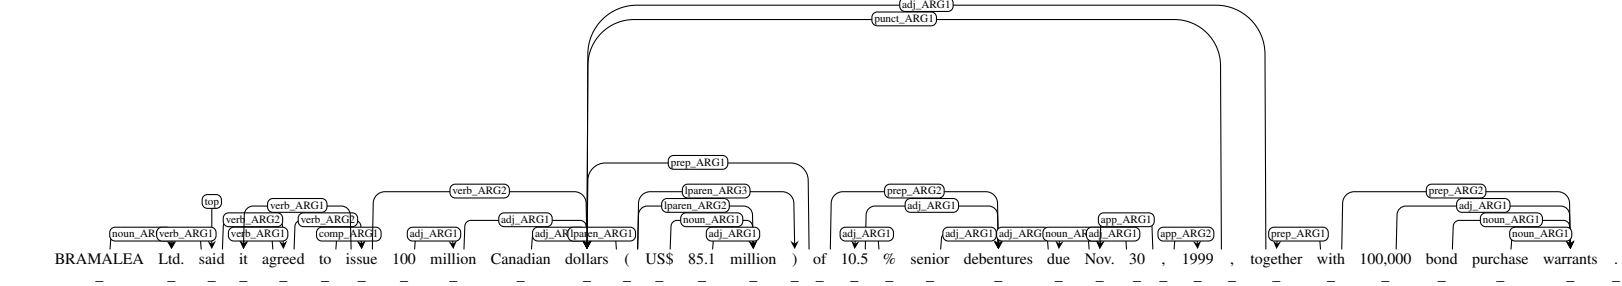 adj_ARG1
punct_ARG1
prep_ARG1
verb_ARG2 lparen_ARG3 prep_ARG2 prep_ARG2
top verb_ARG1 lparen_ARG2 adj_ARG1 adj_ARG1
verb_ARG2 verb_ARG2 adj_ARG1 noun_ARG1 app_ARG1 noun_ARG1
verb_ARG1 verb_ARG1 comp_ARG1 adj_ARG1 lparen_ARG1 adj_ARG1 adj_ARG1 adj_ARG1 adj_ARG1 app_ARG2 prep_ARG1 noun_ARG1
BRAMALEA Ltd. said it agreed to issue 100 million Canadian dollars ( US$ 85.1 million ) of 10.5 % senior debentures due Nov. 30 , 1999 , together with 100,000 bond purchase warrants .
_ _ _ _ _ _ _ _ _ _ _ _ _ _ _ _ _ _ _ _ _ _ _ _ _ _ _ _ _ _ _ _ _ _